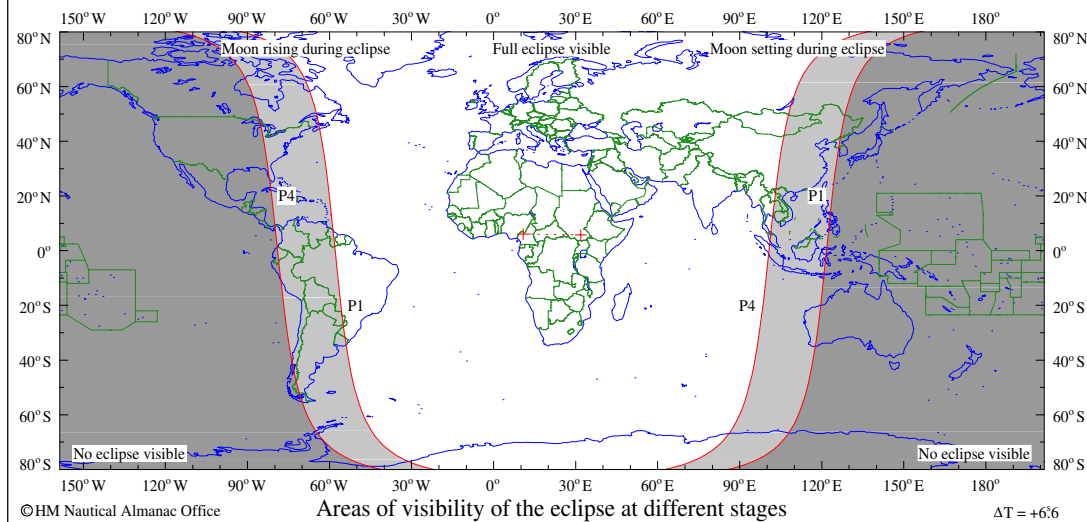 150° W 120° W 90° W 60° W 30° W 0° 30° E 60° E 90° E 120° E 150° E 180°
80° N 80° N
Moon rising during eclipse Full eclipse visible Moon setting during eclipse
60° N 60° N
40° N 40° N
20° N P4 P1 20° N
0° 0°
20° S P1 P4 20° S
40° S 40° S
60° S 60° S
No eclipse visible No eclipse visible
80° S 80° S
150° W 120° W 90° W 60° W 30° W 0° 30° E 60° E 90° E 120° E 150° E 180°
©HM Nautical Almanac Office Areas of visibility of the eclipse at different stages ΔT = +6ˢ.6